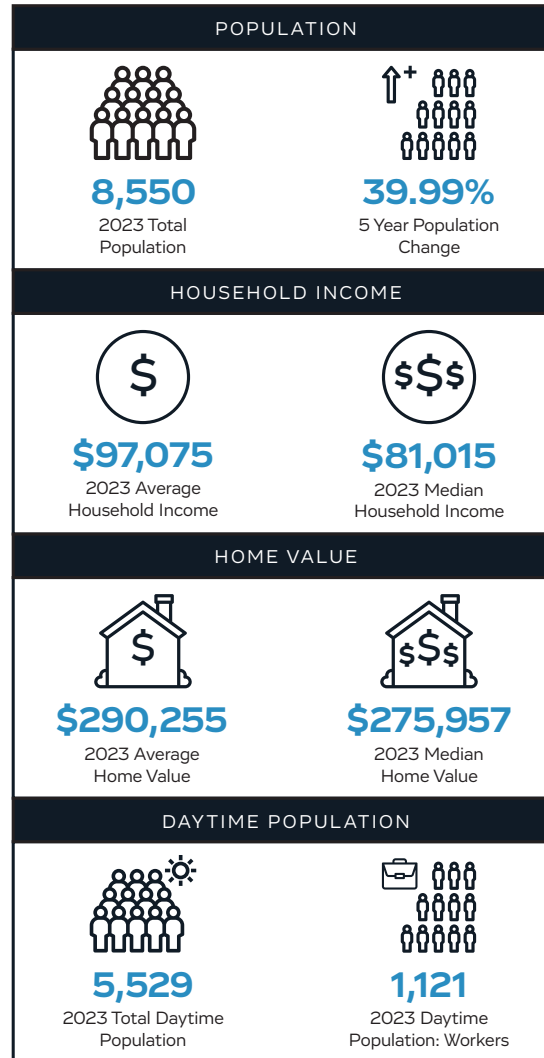 POPULATION
8,550
2023 Total
Population
39.99%
5 Year Population
Change
HOUSEHOLD INCOME
$
$97,075
2023 Average
Household Income
$$$
$81,015
2023 Median
Household Income
HOME VALUE
$
$290,255
2023 Average
Home Value
$$$
$275,957
2023 Median
Home Value
DAYTIME POPULATION
5,529
2023 Total Daytime
Population
1,121
2023 Daytime
Population: Workers